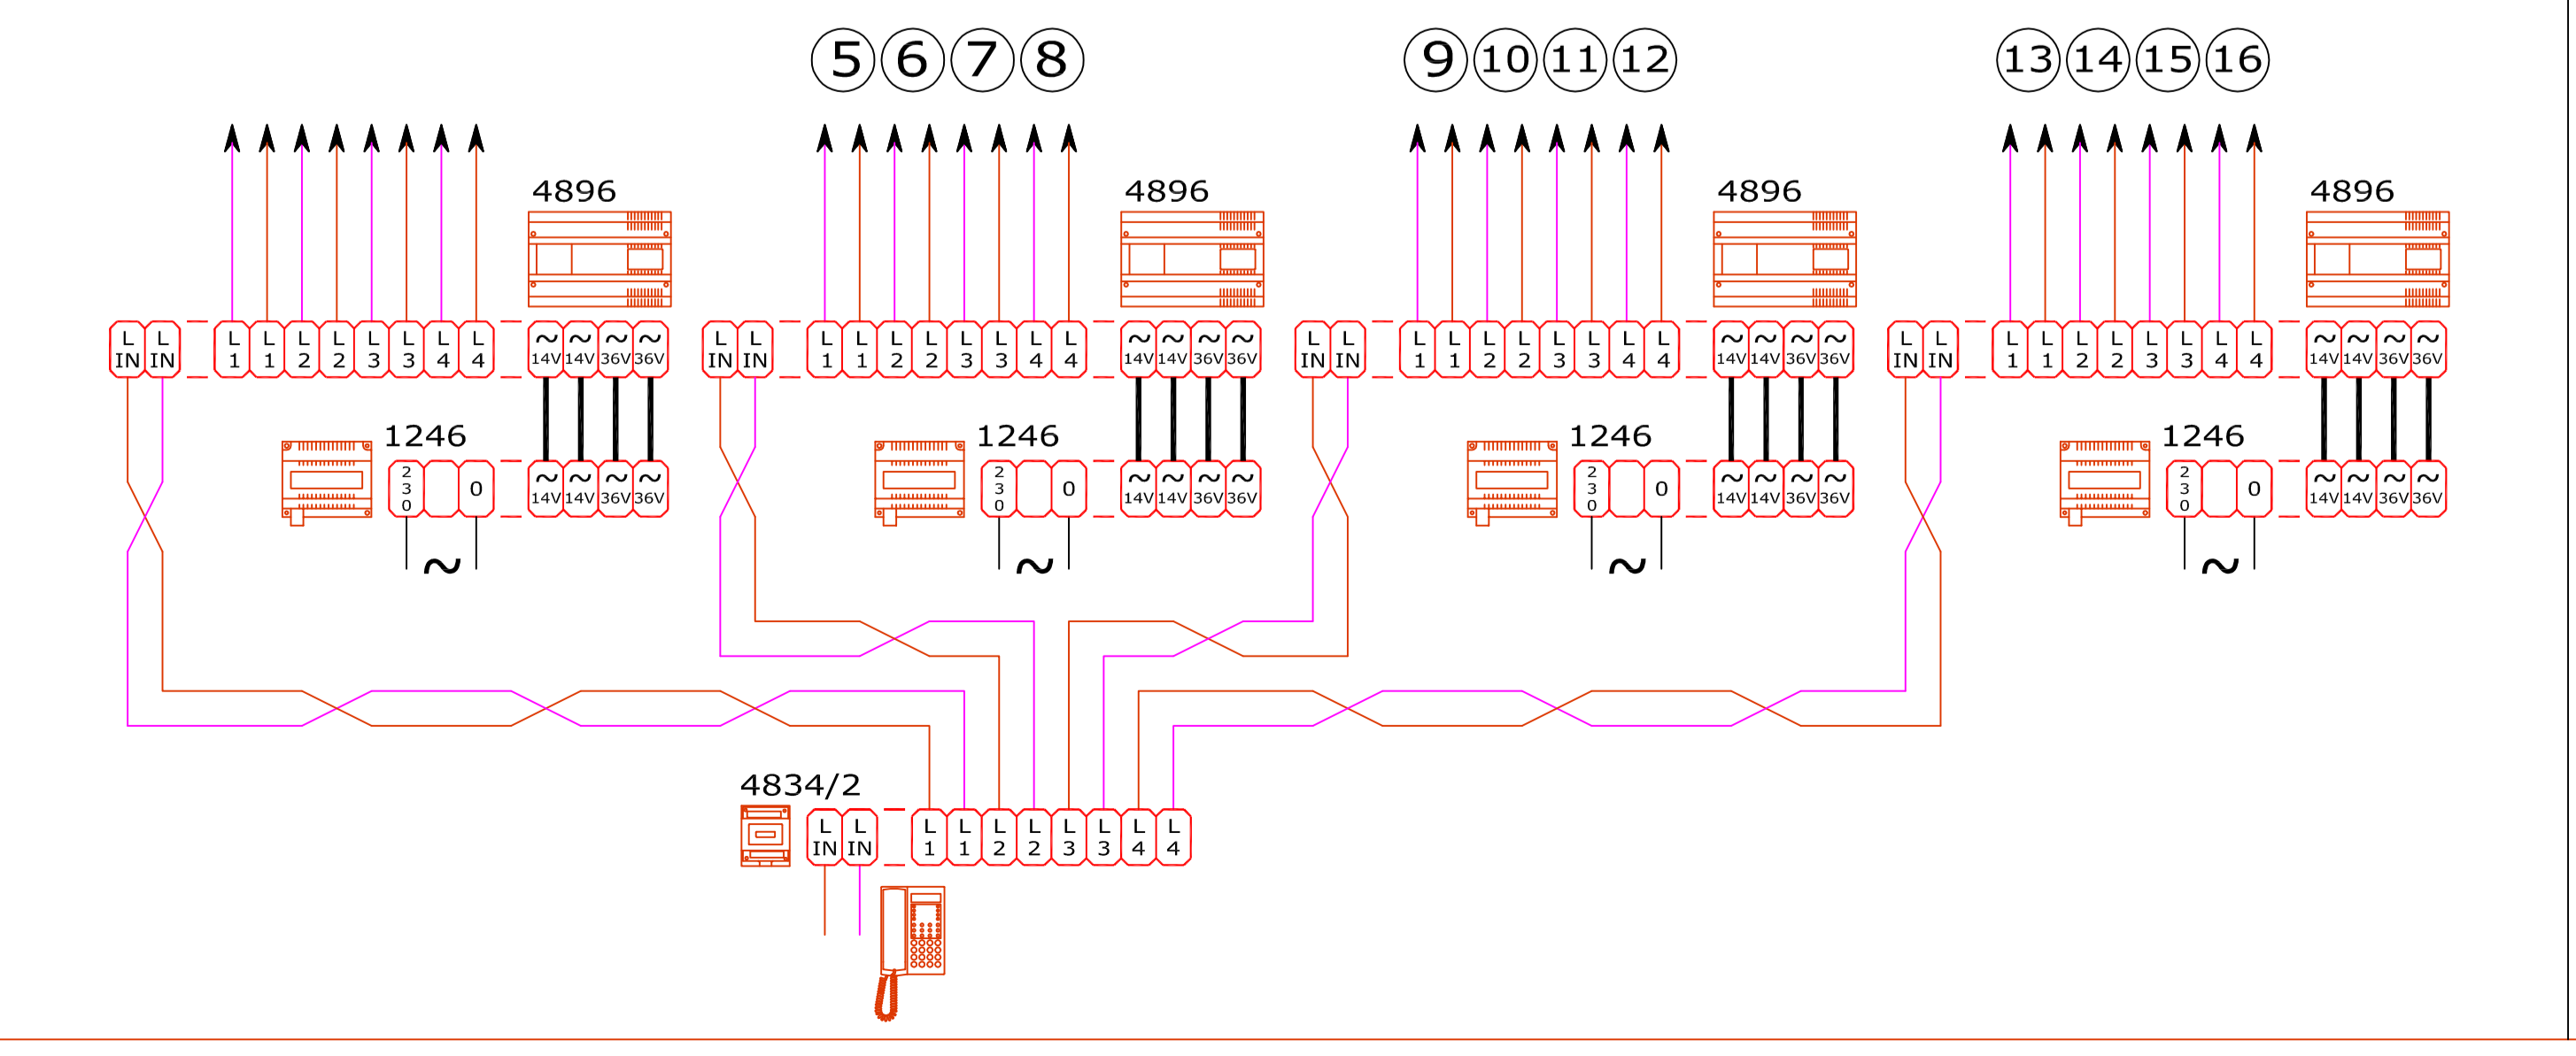 5 6 7 8 9 10 11 12 13 14 15 16
4896 4896 4896 4896
L IN L IN L 1 L 1 L 2 L 2 L 3 L 3 L 4 L 4 ~ 14V ~ 14V ~ 36V ~ 36V L IN L IN L 1 L 1 L 2 L 2 L 3 L 3 L 4 L 4 ~ 14V ~ 14V ~ 36V ~ 36V L IN L IN L 1 L 1 L 2 L 2 L 3 L 3 L 4 L 4 ~ 14V ~ 14V ~ 36V ~ 36V L IN L IN L 1 L 1 L 2 L 2 L 3 L 3 L 4 L 4 ~ 14V ~ 14V ~ 36V ~ 36V
1246 1246 1246 1246
230 0 ~ 14V ~ 14V ~ 36V ~ 36V 230 0 ~ 14V ~ 14V ~ 36V ~ 36V 230 0 ~ 14V ~ 14V ~ 36V ~ 36V 230 0 ~ 14V ~ 14V ~ 36V ~ 36V
~ ~ ~ ~
4834/2
L IN L IN L 1 L 1 L 2 L 2 L 3 L 3 L 4 L 4